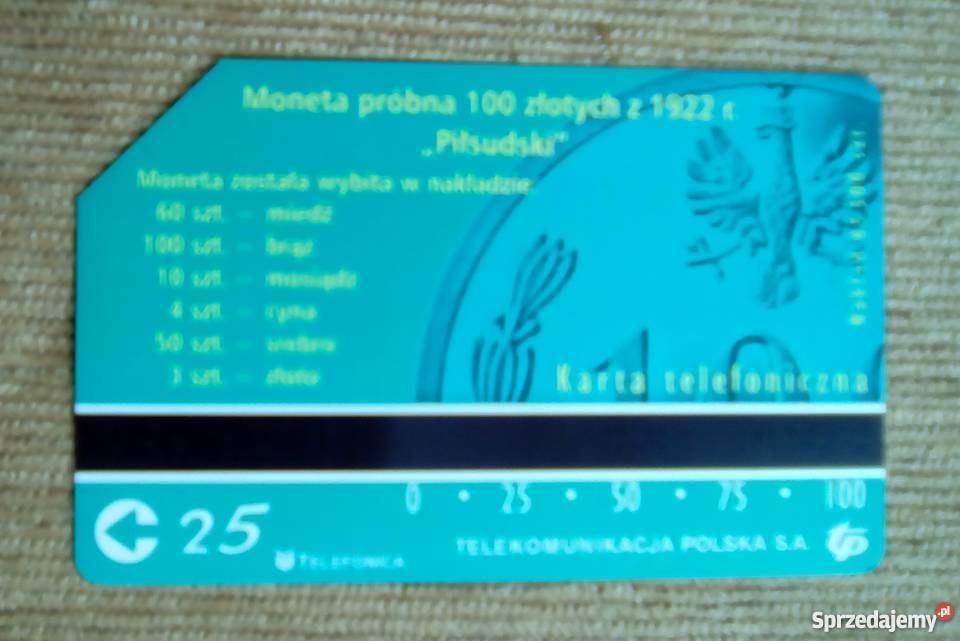 Moneta próbna 100 złotych z 1922 r.
„Piłsudski"
Moneta została wybita w nakładzie:
60 szt. – miedź
100 szt. – brąz
10 szt. – mosiądz
4 szt. – cyna
50 szt. – srebro
3 szt. – złoto
Karta telefoniczna
0 • 25 • 50 • 75 • 100
25
TELEFONICA
TELEKOMUNIKACJA POLSKA S.A.
tp
Sprzedajemy.pl